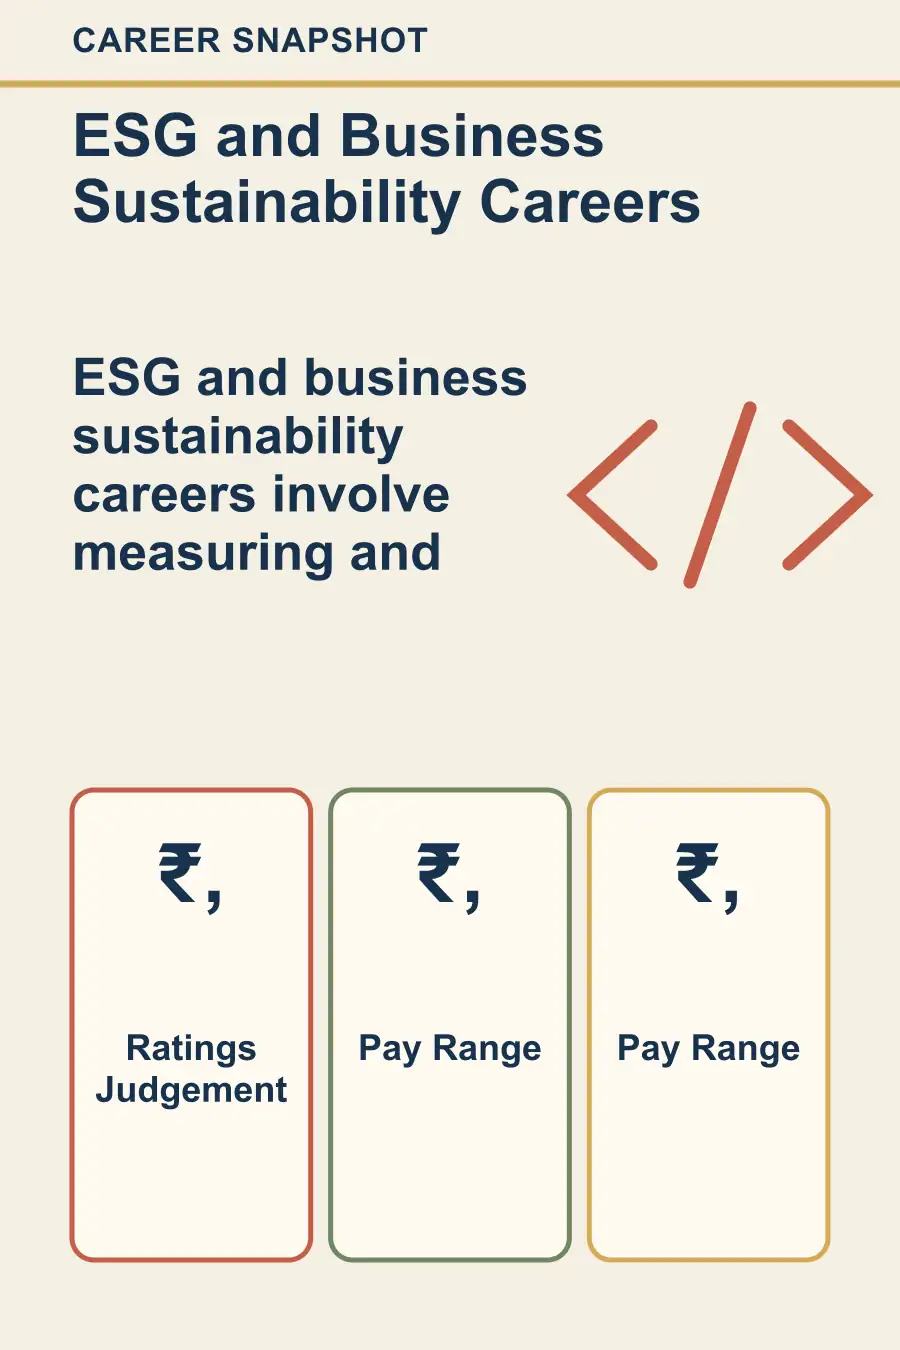 CAREER SNAPSHOT
ESG and Business
Sustainability Careers
ESG and business
sustainability
careers involve
measuring and
₹,
Ratings
Judgement
₹,
Pay Range
₹,
Pay Range